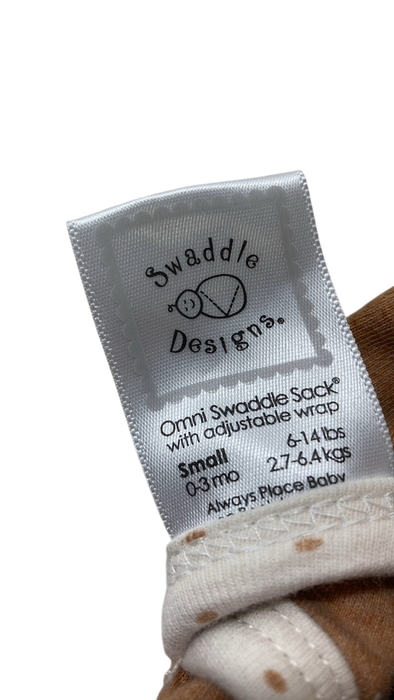 Swaddle
Designs®
Omni Swaddle Sack®
with adjustable wrap
Small 6-14 lbs
0-3 mo 2.7-6.4 kgs
Always Place Baby